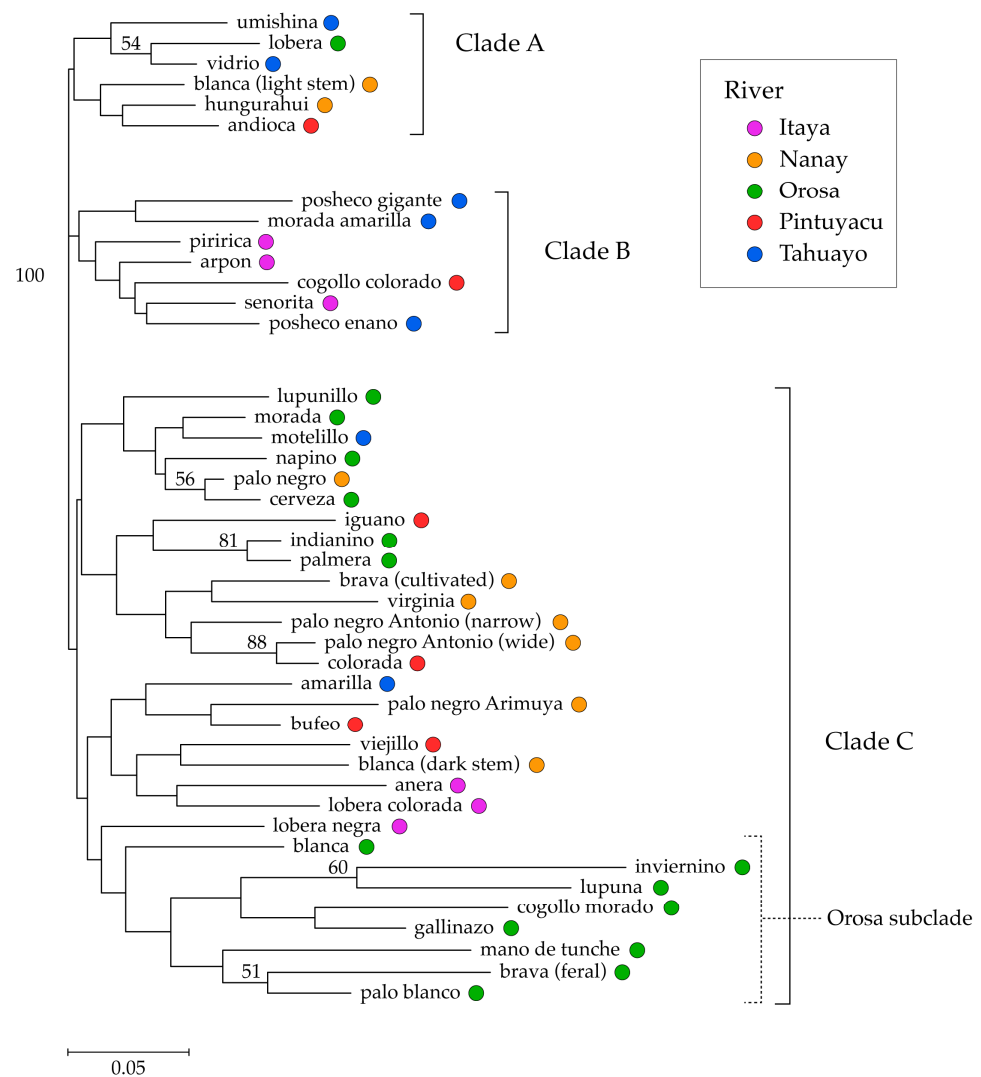 umishina
54
lobera
Clade A
vidrio
blanca (light stem)
hungurahui
andioca
River
Itaya
Nanay
Orosa
Pintuyacu
Tahuayo
posheco gigante
morada amarilla
piririca
Clade B
arpon
100
cogollo colorado
senorita
posheco enano
lupunillo
morada
motelillo
napino
56
palo negro
cerveza
iguano
81
indianino
palmera
brava (cultivated)
virginia
palo negro Antonio (narrow)
88
palo negro Antonio (wide)
colorada
amarilla
palo negro Arimuya
bufeo
viejillo
Clade C
blanca (dark stem)
anera
lobera colorada
lobera negra
blanca
60
inviernino
lupuna
cogollo morado
Orosa subclade
gallinazo
mano de tunche
51
brava (feral)
palo blanco
0.05